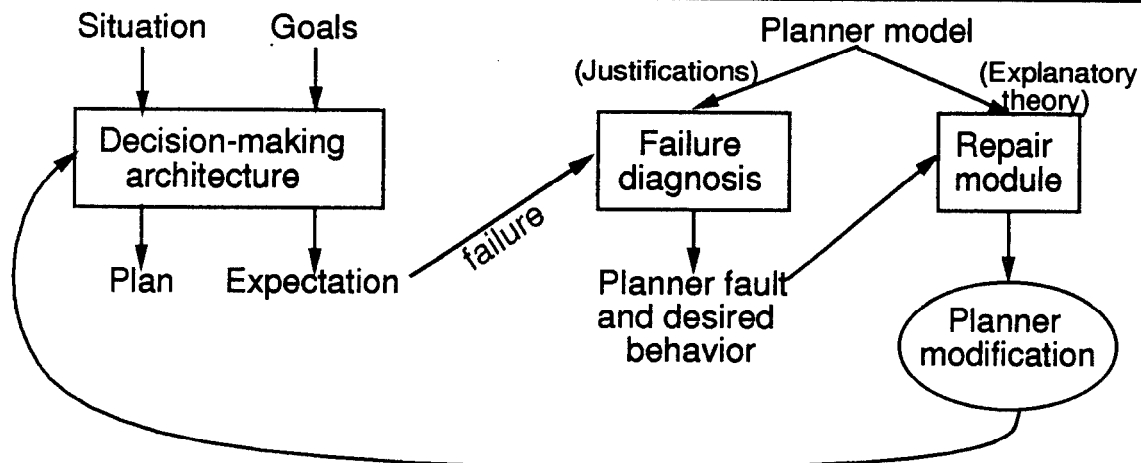 Situation
Goals
Planner model
(Justifications)
(Explanatory
theory)
Decision-making
architecture
Failure
diagnosis
Repair
module
failure
Plan
Expectation
Planner fault
and desired
behavior
Planner
modification